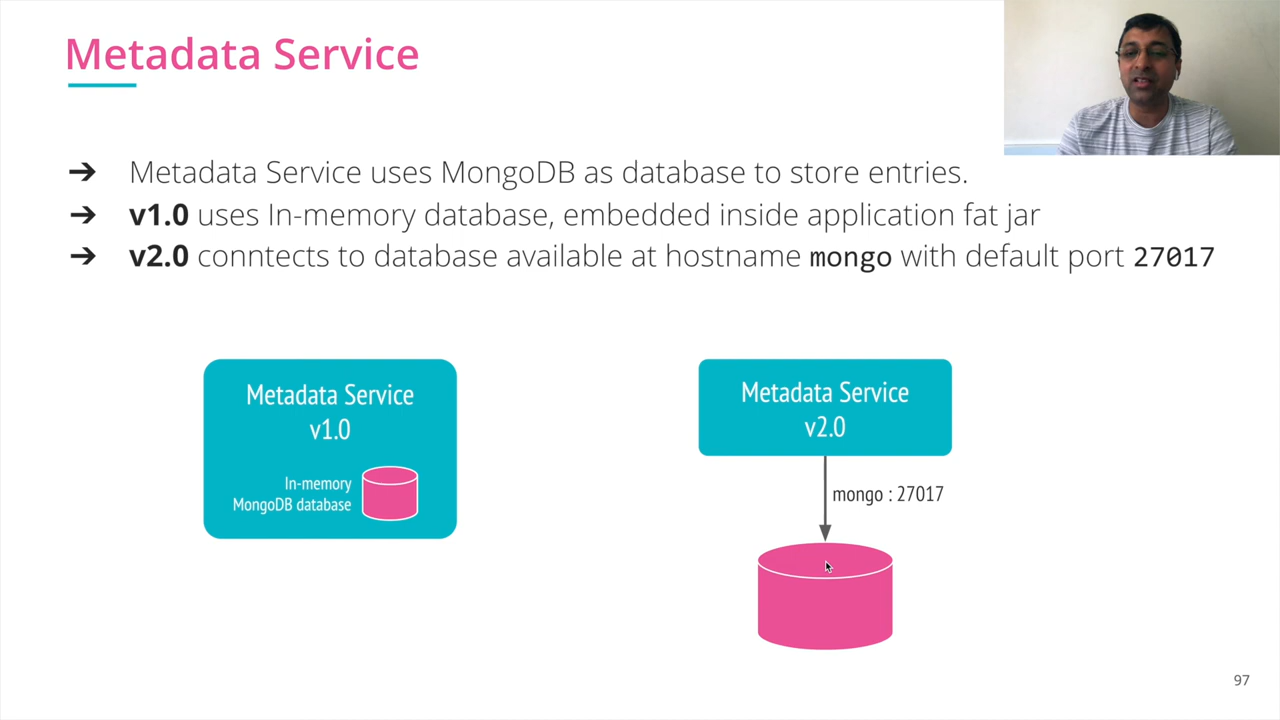 Metadata Service
➔ Metadata Service uses MongoDB as database to store entries.
➔ v1.0 uses In-memory database, embedded inside application fat jar
➔ v2.0 conntects to database available at hostname mongo with default port 27017
Metadata Service
v1.0
In-memory
MongoDB database
Metadata Service
v2.0
mongo : 27017
97